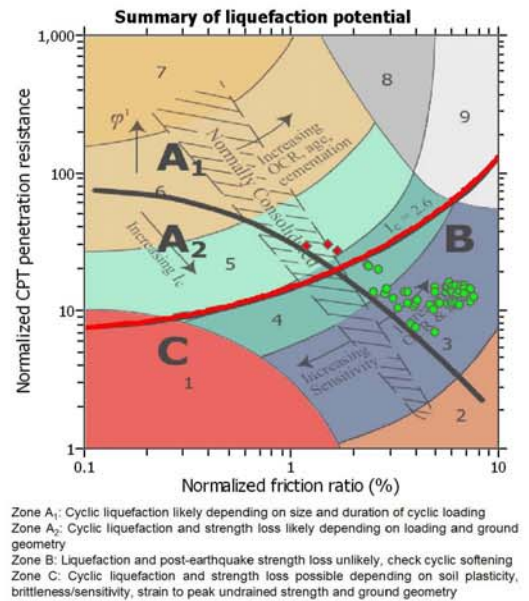 Summary of liquefaction potential
1,000
100
10
1
Normalized CPT penetration resistance
7
8
9
φ'
A1
Normally Consolidated
Increasing
OCR, age,
cementation
6
A2
Increasing Ic
5
Ic = 2.6
B
4
C
1
Increasing
Sensitivity
3
2
0.1
1
10
Normalized friction ratio (%)
Zone A1: Cyclic liquefaction likely depending on size and duration of cyclic loading
Zone A2: Cyclic liquefaction and strength loss likely depending on loading and ground
geometry
Zone B: Liquefaction and post-earthquake strength loss unlikely, check cyclic softening
Zone C: Cyclic liquefaction and strength loss possible depending on soil plasticity,
brittleness/sensitivity, strain to peak undrained strength and ground geometry